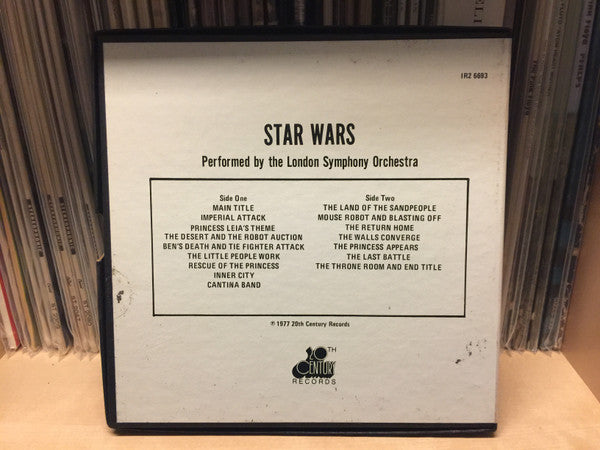 IR2 6693
STAR WARS
Performed by the London Symphony Orchestra
Side One
MAIN TITLE
IMPERIAL ATTACK
PRINCESS LEIA'S THEME
THE DESERT AND THE ROBOT AUCTION
BEN'S DEATH AND TIE FIGHTER ATTACK
THE LITTLE PEOPLE WORK
RESCUE OF THE PRINCESS
INNER CITY
CANTINA BAND
Side Two
THE LAND OF THE SANDPEOPLE
MOUSE ROBOT AND BLASTING OFF
THE RETURN HOME
THE WALLS CONVERGE
THE PRINCESS APPEARS
THE LAST BATTLE
THE THRONE ROOM AND END TITLE
℗ 1977 20th Century Records
20TH
CENTURY
RECORDS